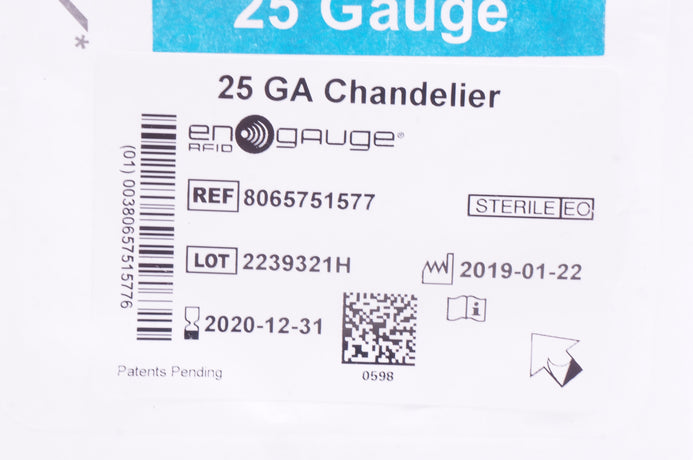 25 Gauge
*
25 GA Chandelier
enGauge®
RFID
REF 8065751577
STERILE EO
LOT 2239321H
2019-01-22
2020-12-31
i
0598
Patents Pending
(01) 00380657515776